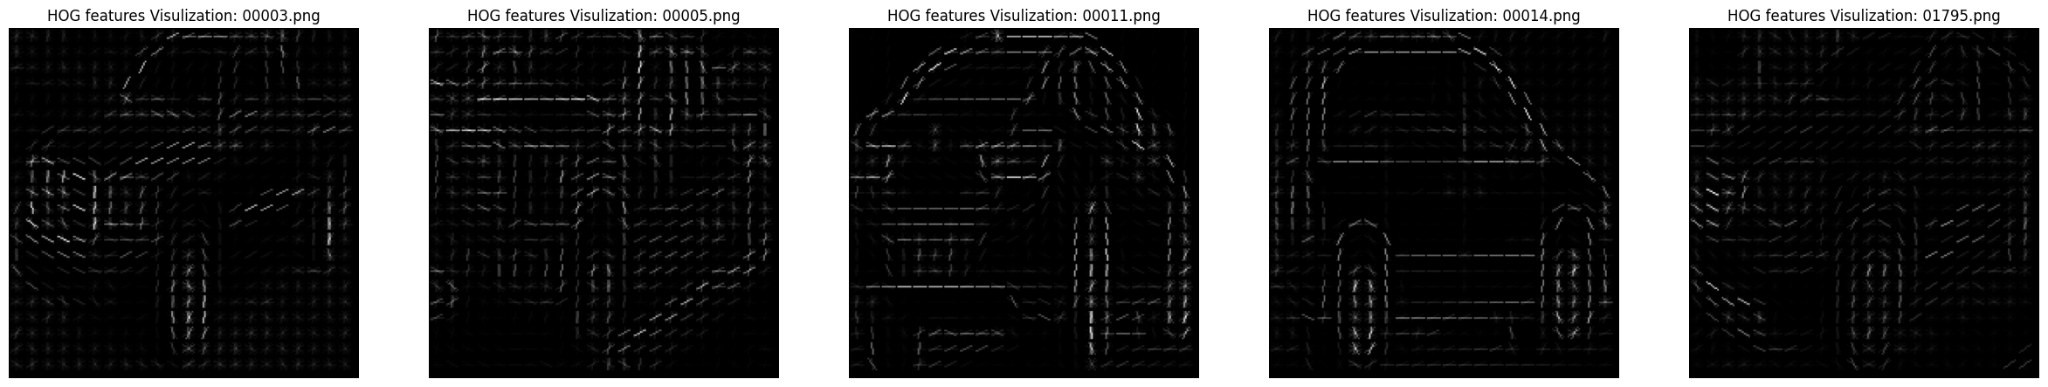 HOG features Visulization: 00003.png
HOG features Visulization: 00005.png
HOG features Visulization: 00011.png
HOG features Visulization: 00014.png
HOG features Visulization: 01795.png